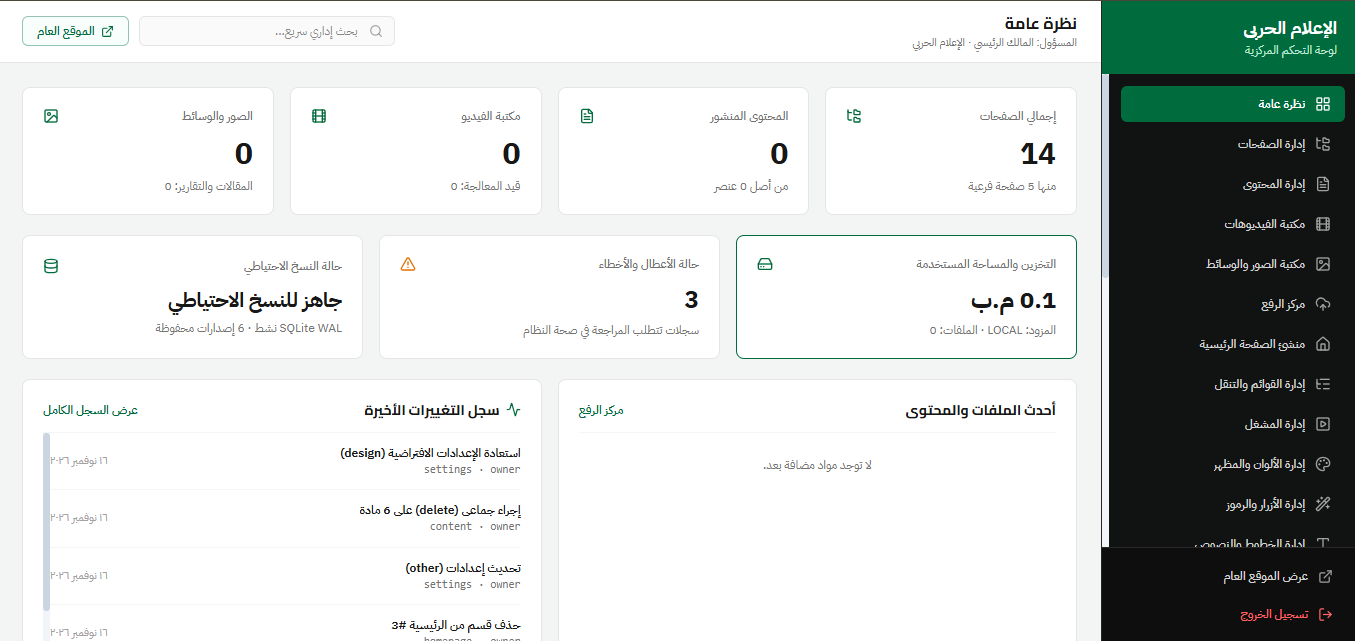 الإعلام الحربي
لوحة التحكم المركزية
نظرة عامة
إدارة الصفحات
إدارة المحتوى
مكتبة الفيديوهات
مكتبة الصور والوسائط
مركز الرفع
منشئ الصفحة الرئيسية
إدارة القوائم والتنقل
إدارة المشغل
إدارة الألوان والمظهر
إدارة الأزرار والرموز
إدارة الخطوط والنصوص
عرض الموقع العام
تسجيل الخروج
نظرة عامة
المسؤول: المالك الرئيسي · الإعلام الحربي
بحث إداري سريع...
الموقع العام
إجمالي الصفحات
14
منها 5 صفحة فرعية
المحتوى المنشور
0
من أصل 0 عنصر
مكتبة الفيديو
0
قيد المعالجة: 0
الصور والوسائط
0
المقالات والتقارير: 0
التخزين والمساحة المستخدمة
0.1 م.ب
المزود: LOCAL · الملفات: 0
حالة الأعطال والأخطاء
3
سجلات تتطلب المراجعة في صحة النظام
حالة النسخ الاحتياطي
جاهز للنسخ الاحتياطي
SQLite WAL نشط · 6 إصدارات محفوظة
أحدث الملفات والمحتوى
مركز الرفع
لا توجد مواد مضافة بعد.
سجل التغييرات الأخيرة
عرض السجل الكامل
استعادة الإعدادات الافتراضية (design)
settings · owner
١٦ نوفمبر ٢٠٢٦
إجراء جماعي (delete) على 6 مادة
content · owner
١٦ نوفمبر ٢٠٢٦
تحديث إعدادات (other)
settings · owner
١٦ نوفمبر ٢٠٢٦
حذف قسم من الرئيسية #3
homepage · owner
١٦ نوفمبر ٢٠٢٦